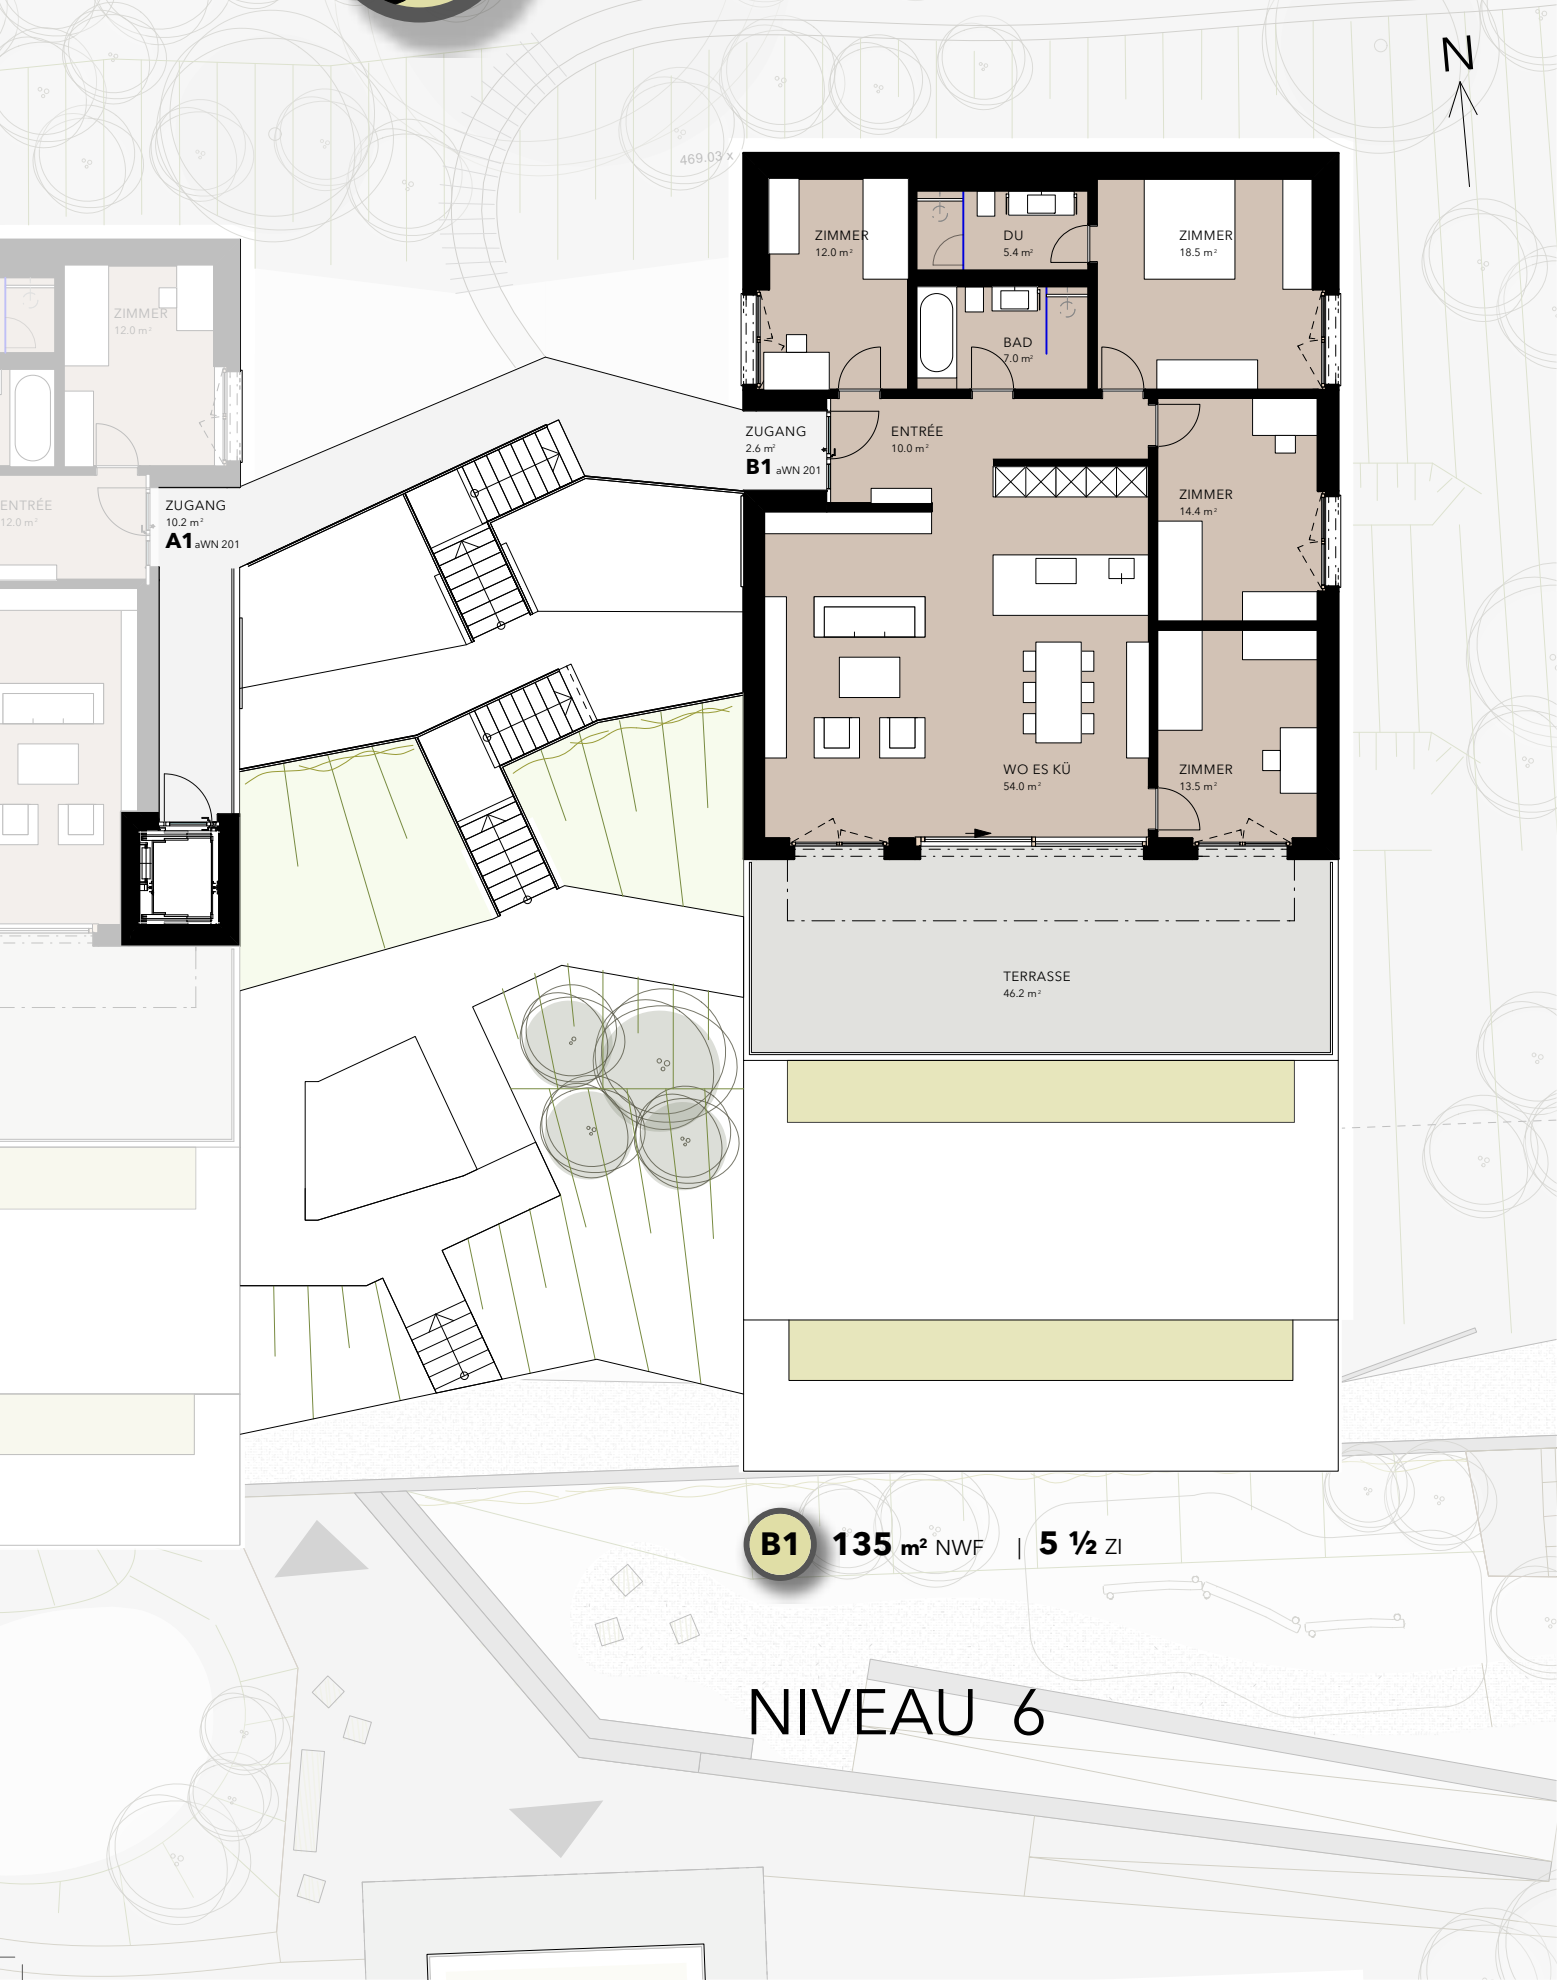 N
469.03 x
ZIMMER
12.0 m²
DU
5.4 m²
ZIMMER
18.5 m²
BAD
7.0 m²
ZIMMER
12.0 m²
ZUGANG
2.6 m²
B1 aWN 201
ENTRÉE
10.0 m²
ENTRÉE
12.0 m²
ZUGANG
10.2 m²
A1 aWN 201
ZIMMER
14.4 m²
WO ES KÜ
54.0 m²
ZIMMER
13.5 m²
TERRASSE
46.2 m²
B1 135 m² NWF | 5 ½ ZI
NIVEAU 6